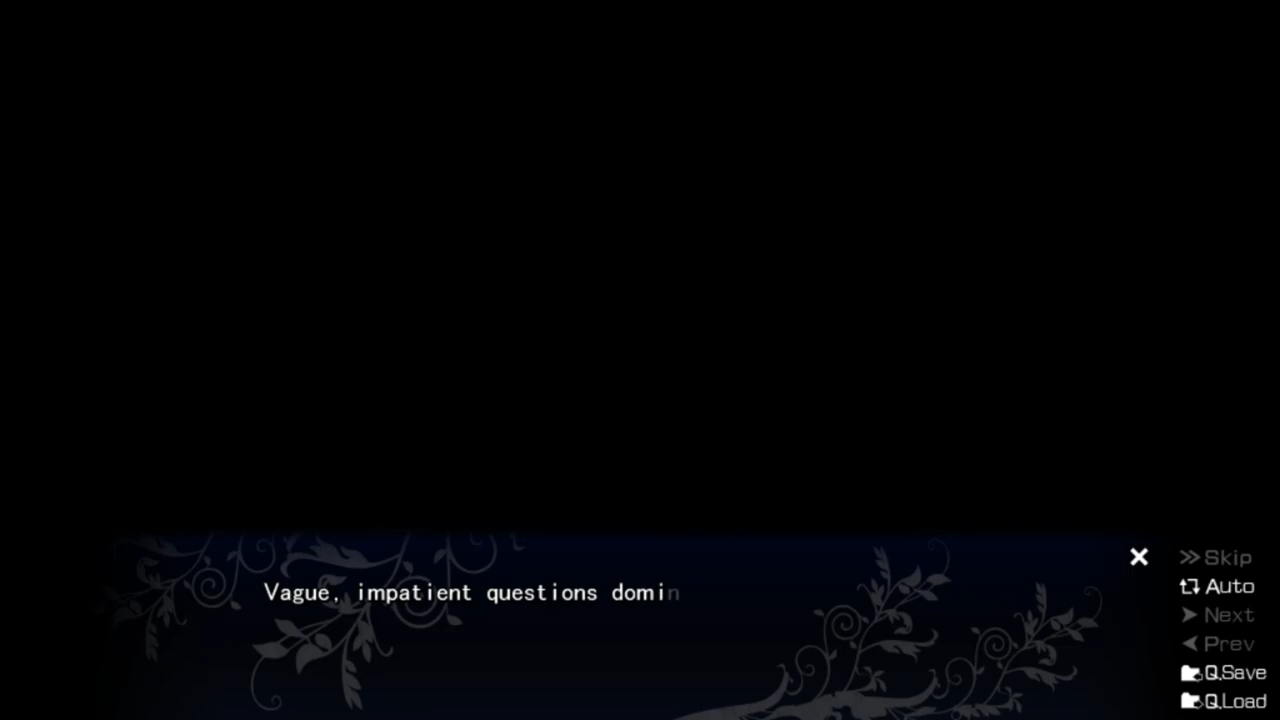 Vague, impatient questions domin
Skip
Auto
Next
Prev
Q.Save
Q.Load